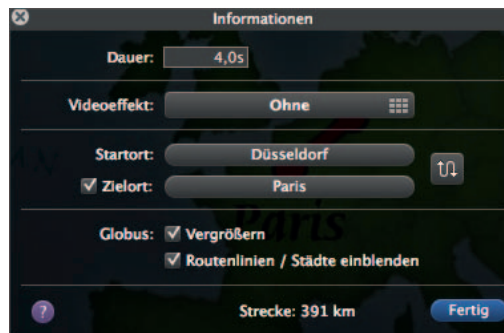 Informationen
Dauer: 4,0s
Videoeffekt: Ohne
Startort: Düsseldorf
Zielort: Paris
Paris
Globus: Vergrößern
Routenlinien / Städte einblenden
? Strecke: 391 km Fertig